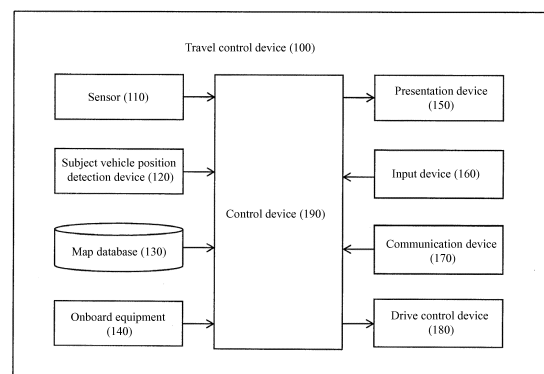 Travel control device (100)
Sensor (110)
Subject vehicle position
detection device (120)
Map database (130)
Onboard equipment
(140)
Control device (190)
Presentation device
(150)
Input device (160)
Communication device
(170)
Drive control device
(180)